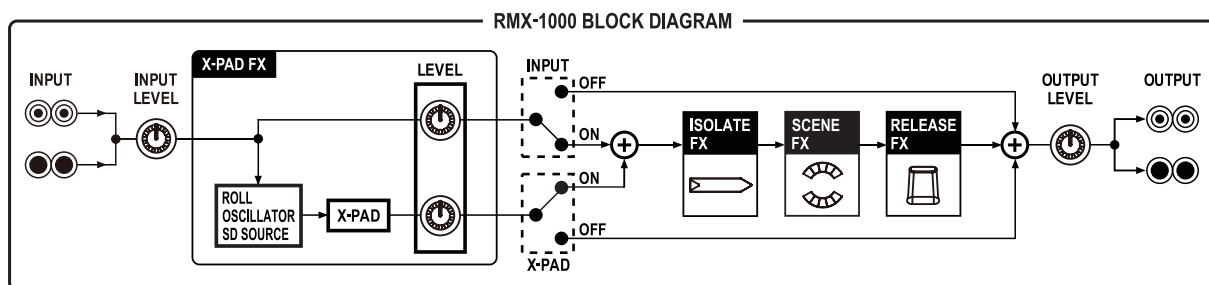 RMX-1000 BLOCK DIAGRAM
INPUT
INPUT
LEVEL
X-PAD FX
LEVEL
ROLL
OSCILLATOR
SD SOURCE
X-PAD
INPUT
OFF
ON
ON
OFF
X-PAD
ISOLATE
FX
SCENE
FX
RELEASE
FX
OUTPUT
LEVEL
OUTPUT